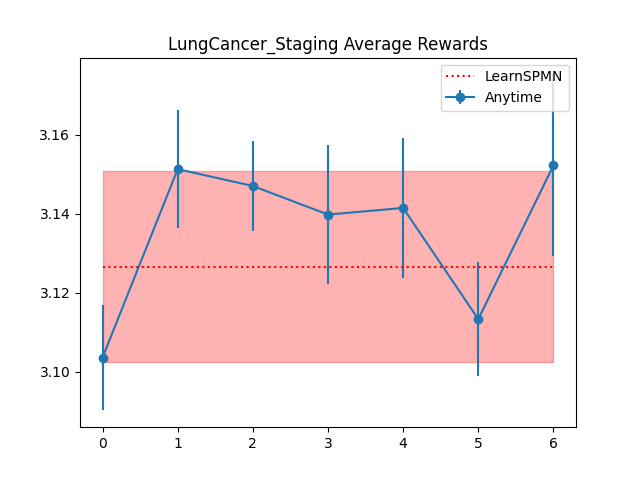 LungCancer_Staging Average Rewards
LearnSPMN
Anytime
3.16
3.14
3.12
3.10
0 1 2 3 4 5 6